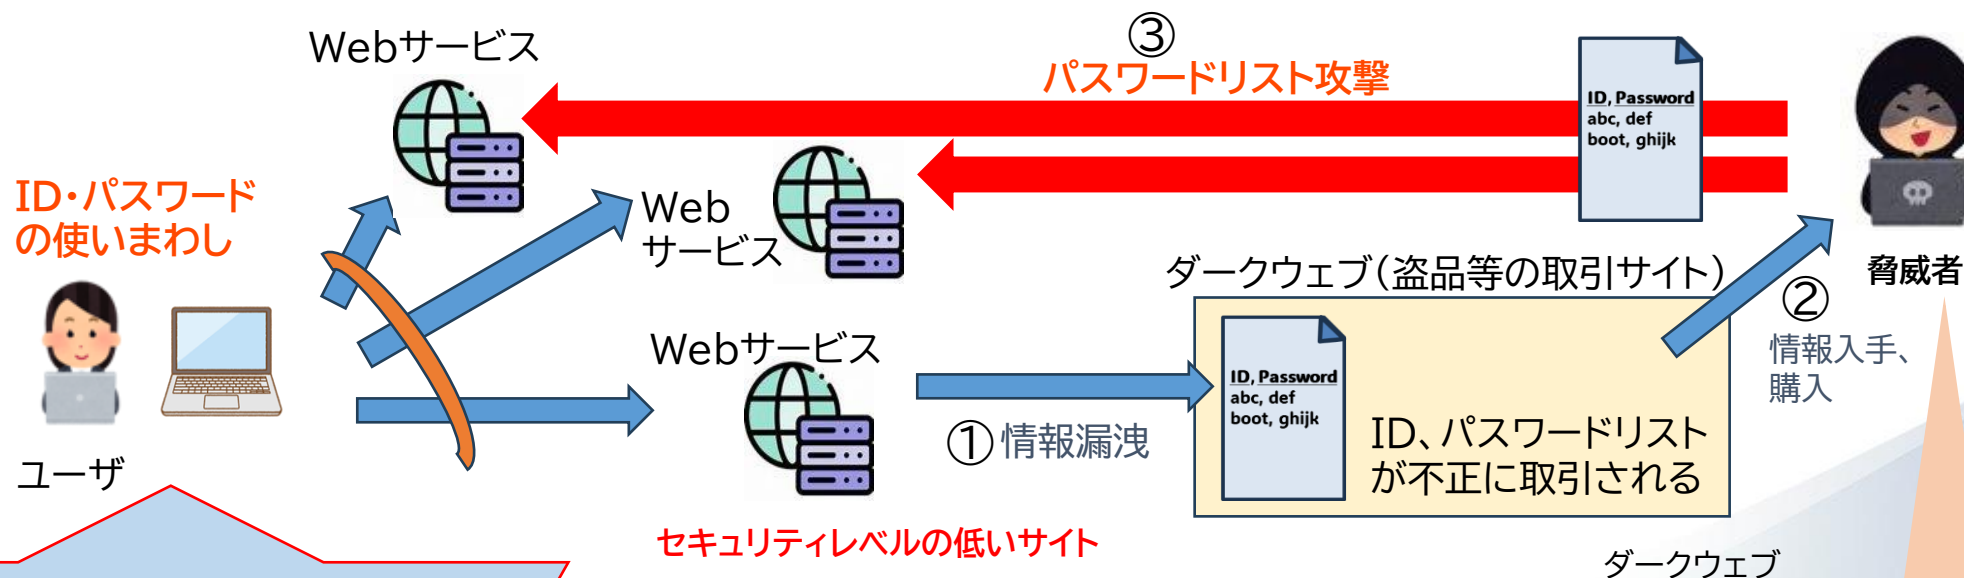 Webサービス
③
パスワードリスト攻撃
ID, Password
abc, def
boot, ghijk
ID・パスワード
の使いまわし
Web
サービス
ダークウェブ（盗品等の取引サイト）
脅威者
②
情報入手、
購入
Webサービス
ID, Password
abc, def
boot, ghijk
①情報漏洩
ID、パスワードリスト
が不正に取引される
ユーザ
セキュリティレベルの低いサイト
ダークウェブ